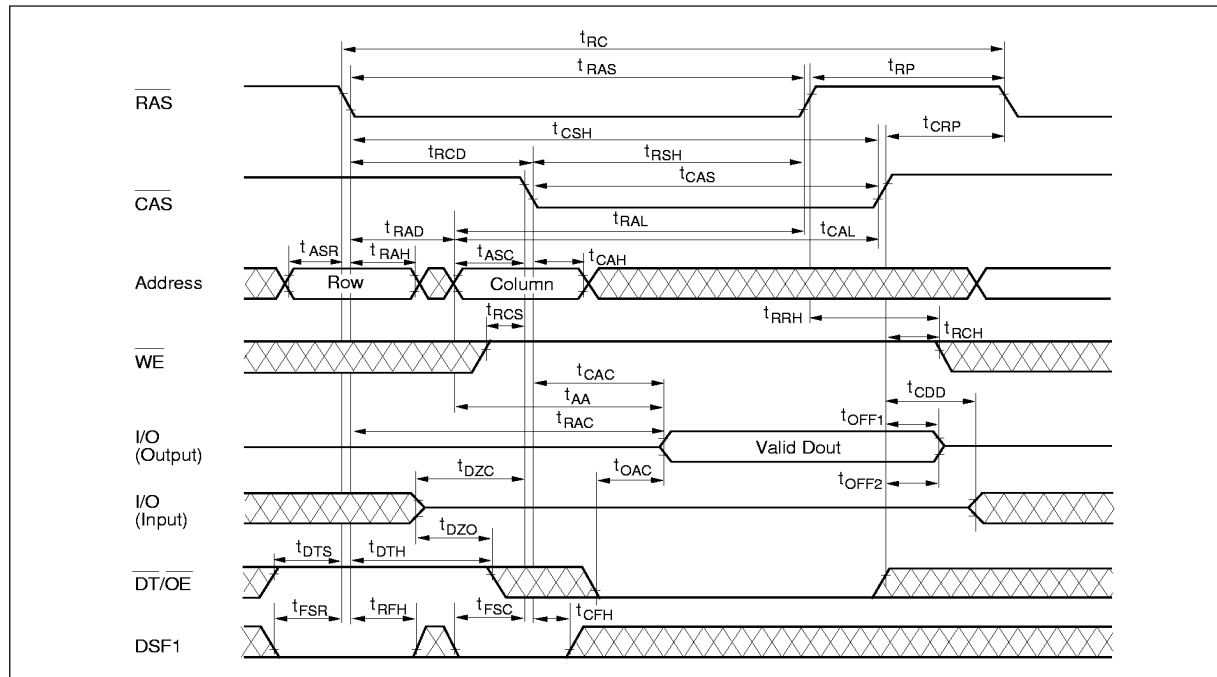 tRC
tRAS
tRP
RAS
tCSH
tCRP
tRCD
tRSH
CAS
tCAS
tRAL
tRAD
tCAL
tASR
tRAH
tASC
tCAH
Address
Row
Column
tRRH
tRCS
tRCH
WE
tCAC
tCDD
tAA
tRAC
tOFF1
I/O
(Output)
Valid Dout
tDZC
tOAC
tOFF2
I/O
(Input)
tDZO
tDTS
tDTH
DT/OE
tFSR
tRFH
tFSC
tCFH
DSF1